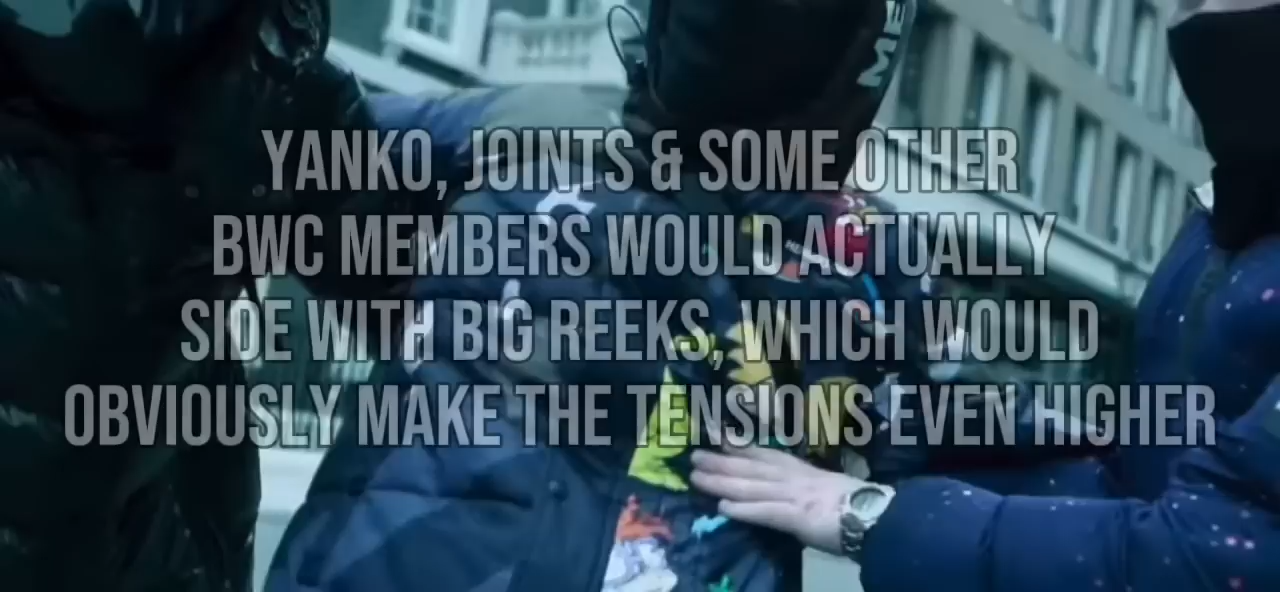 ME
YANKO, JOINTS & SOME OTHER
BWC MEMBERS WOULD ACTUALLY
SIDE WITH BIG REEKS, WHICH WOULD
OBVIOUSLY MAKE THE TENSIONS EVEN HIGHER